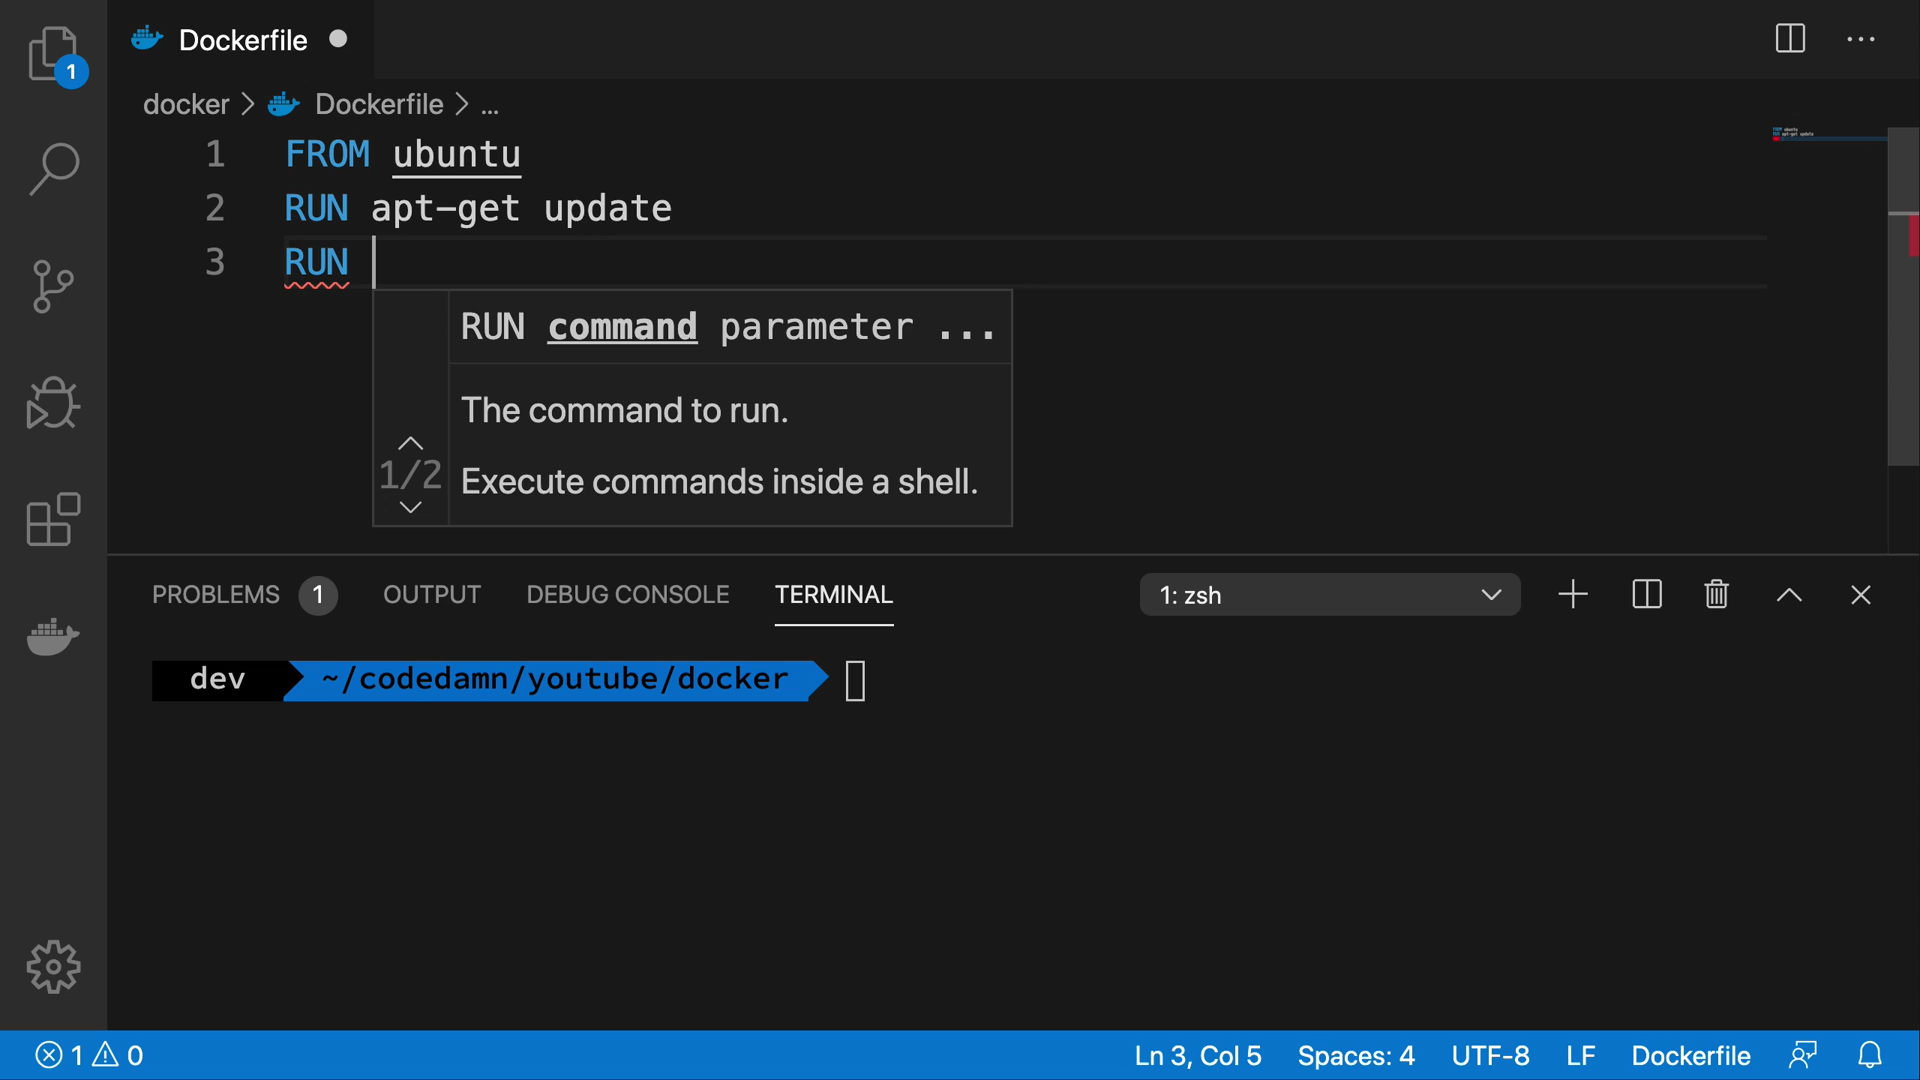 Dockerfile
1
docker > Dockerfile > ...
1 FROM ubuntu
2 RUN apt-get update
3 RUN
RUN command parameter ...
The command to run.
1/2
Execute commands inside a shell.
PROBLEMS 1 OUTPUT DEBUG CONSOLE TERMINAL 1: zsh
dev ~/codedamn/youtube/docker
1 0 Ln 3, Col 5 Spaces: 4 UTF-8 LF Dockerfile